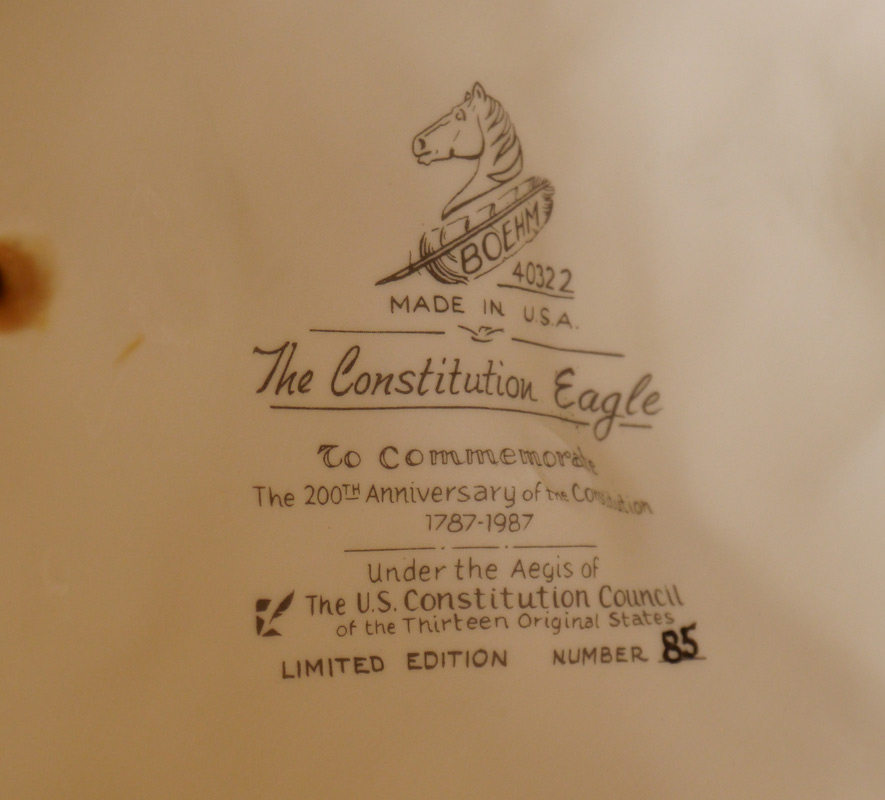 BOEHM
40322
MADE IN U.S.A.
The Constitution Eagle
To Commemorate
The 200TH Anniversary of the Constitution
1787-1987
Under the Aegis of
The U.S. Constitution Council
of the Thirteen Original States
LIMITED EDITION NUMBER 85